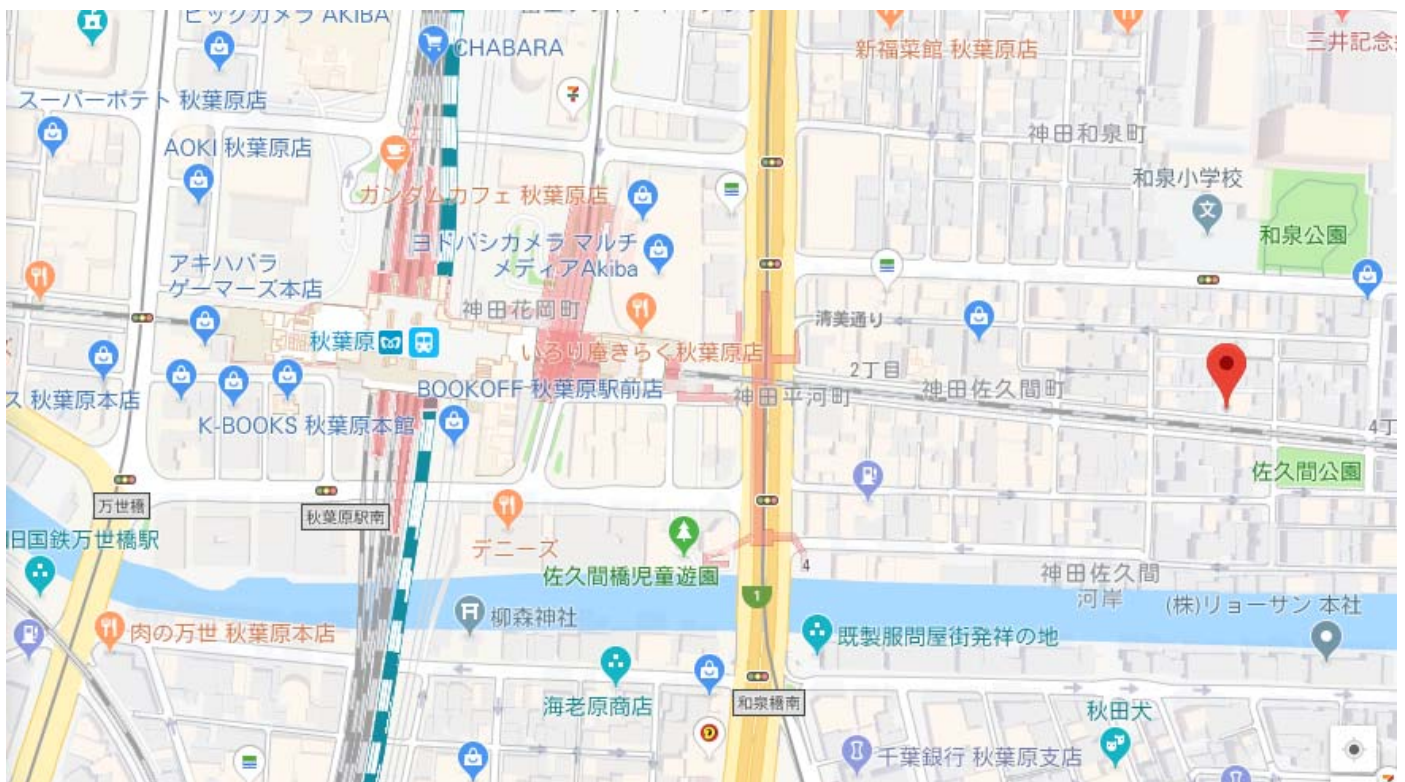 ビックカメラ AKIBA
CHABARA
新福菜館 秋葉原店
三井記念
スーパーポテト 秋葉原店
神田和泉町
AOKI 秋葉原店
和泉小学校
文
ガンダムカフェ 秋葉原店
和泉公園
ヨドバシカメラ マルチ
メディアAkiba
アキハバラ
ゲーマーズ本店
神田花岡町
清美通り
秋葉原
いろり庵きらく秋葉原店
2丁目
神田佐久間町
BOOKOFF 秋葉原駅前店
神田平河町
ス 秋葉原本店
K-BOOKS 秋葉原本館
4丁
佐久間公園
万世橋
秋葉原駅南
旧国鉄万世橋駅
デニーズ
佐久間橋児童遊園
4
神田佐久間
河岸
1
(株)リョーサン 本社
柳森神社
肉の万世 秋葉原本店
既製服問屋街発祥の地
海老原商店
和泉橋南
秋田犬
千葉銀行 秋葉原支店